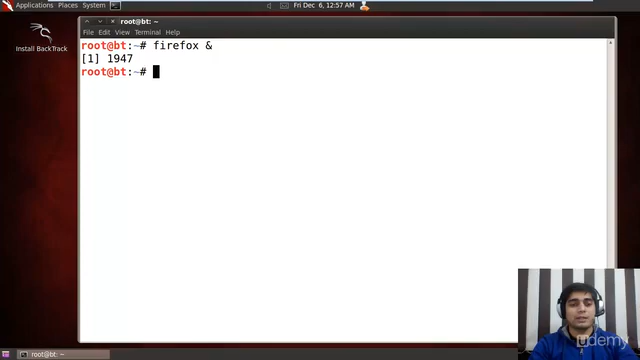 Applications Places System
Fri Dec 6, 12:57 AM
root@bt: ~
File Edit View Terminal Help
Install BackTrack
root@bt:~# firefox &
[1] 1947
root@bt:~#
udemy
root@bt: ~